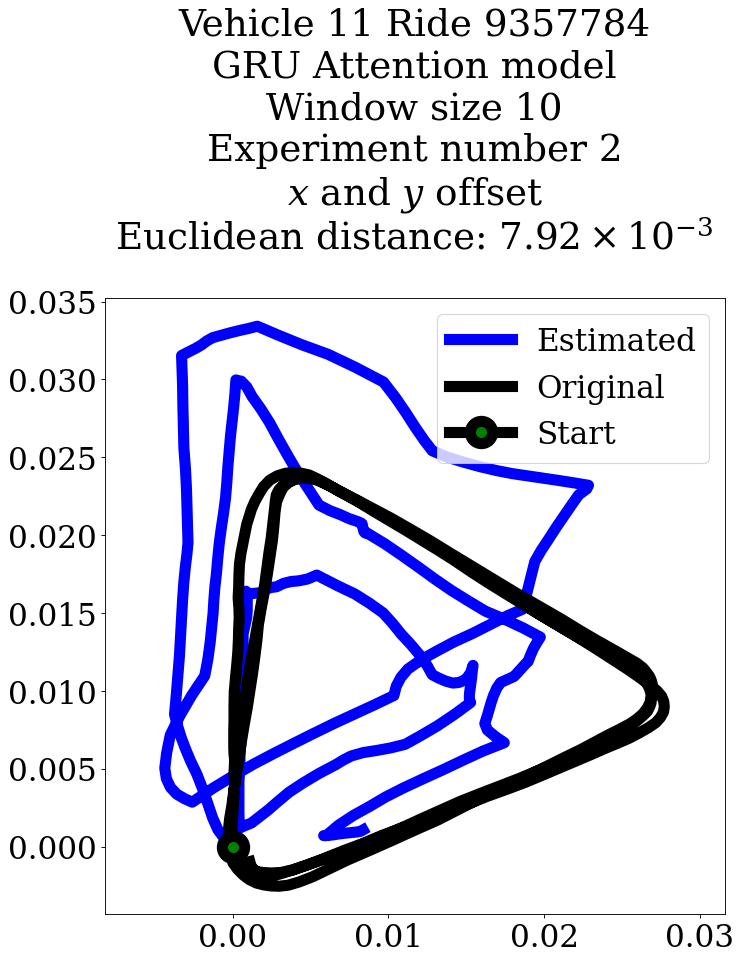 Vehicle 11 Ride 9357784
GRU Attention model
Window size 10
Experiment number 2
x and y offset
Euclidean distance: 7.92 × 10⁻³
0.035
0.030
0.025
0.020
0.015
0.010
0.005
0.000
Estimated
Original
Start
0.00 0.01 0.02 0.03